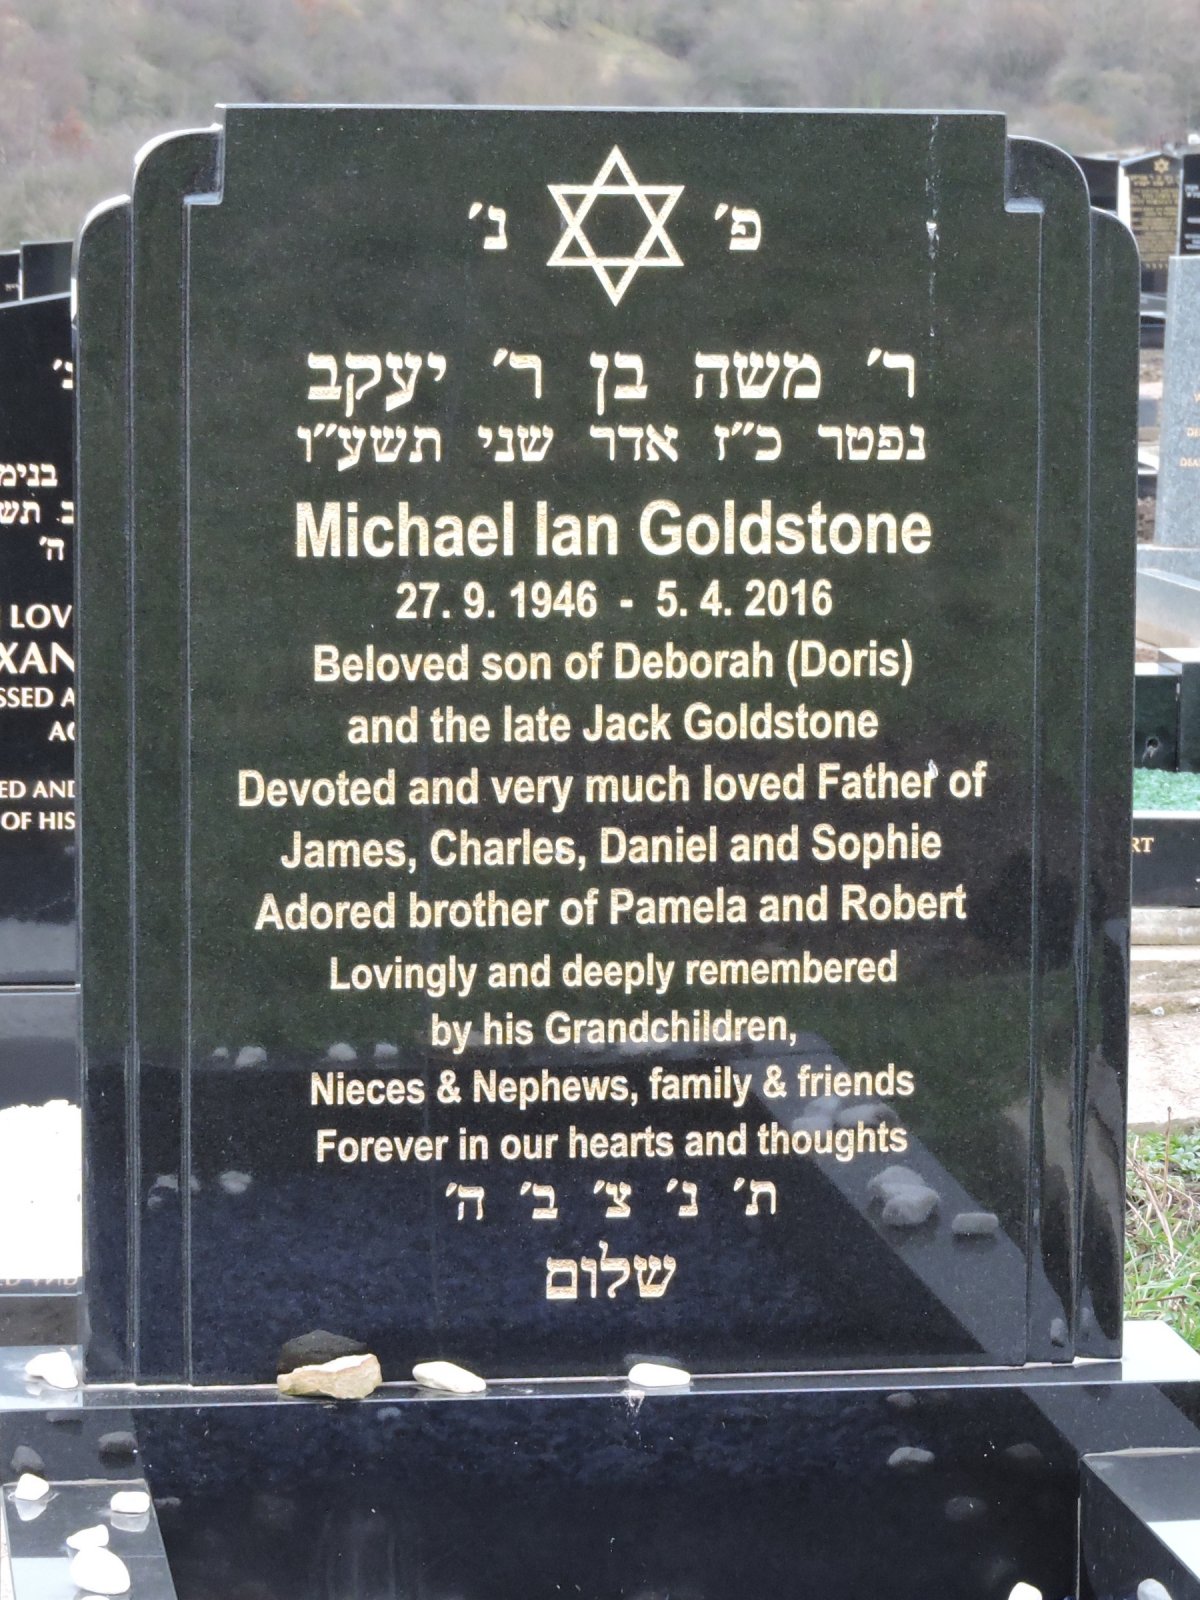 פ׳ נ׳
ר׳ משה בן ר׳ יעקב
נפטר כ״ז אדר שני תשע״ו
Michael Ian Goldstone
27. 9. 1946 - 5. 4. 2016
Beloved son of Deborah (Doris)
and the late Jack Goldstone
Devoted and very much loved Father of
James, Charles, Daniel and Sophie
Adored brother of Pamela and Robert
Lovingly and deeply remembered
by his Grandchildren,
Nieces & Nephews, family & friends
Forever in our hearts and thoughts
ת׳ נ׳ צ׳ ב׳ ה׳
שלום